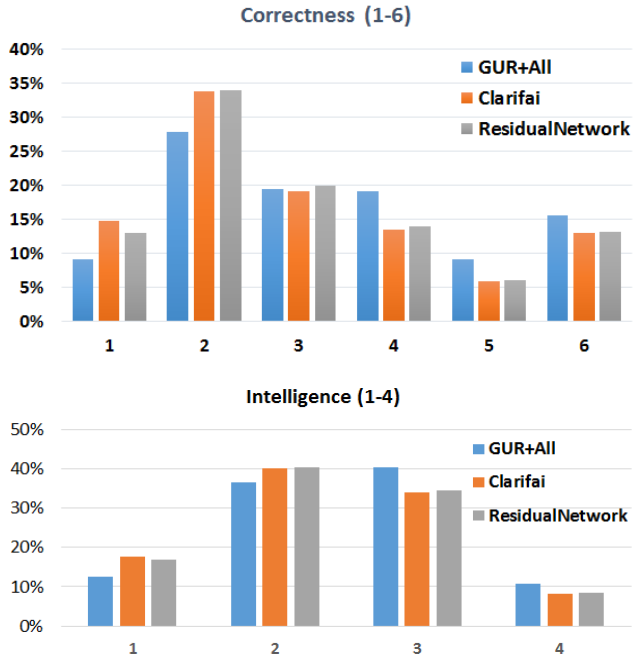 Correctness (1-6)
40%
35%
30%
25%
20%
15%
10%
5%
0%
GUR+All
Clarifai
ResidualNetwork
1 2 3 4 5 6
Intelligence (1-4)
50%
40%
30%
20%
10%
0%
GUR+All
Clarifai
ResidualNetwork
1 2 3 4